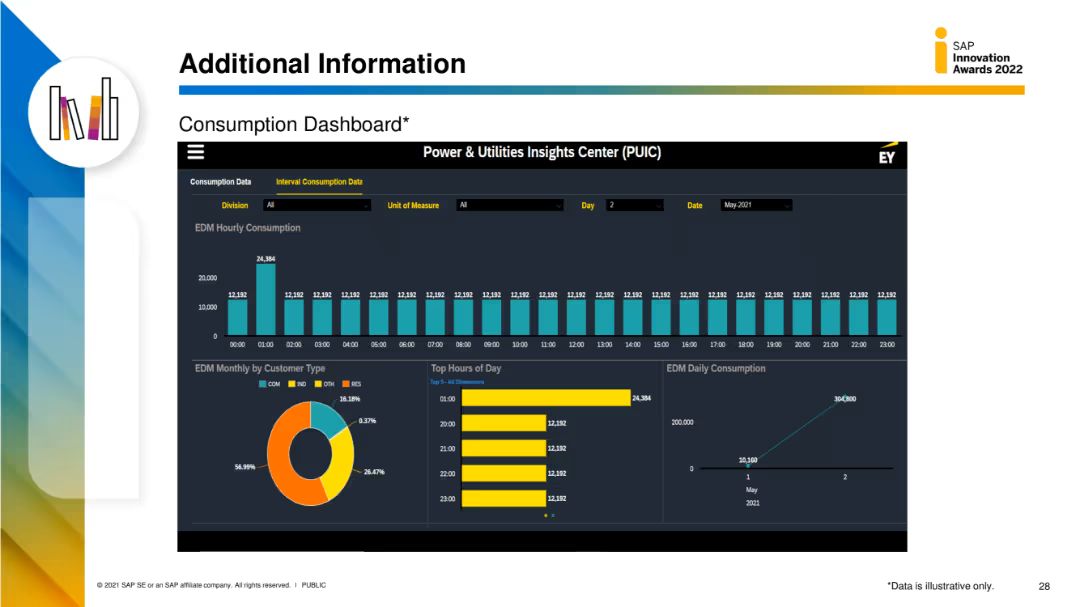 Additional Information
SAP
Innovation
Awards 2022
Consumption Dashboard*
Power & Utilities Insights Center (PUIC)
EY
Consumption Data
Interval Consumption Data
Division All
Unit of Measure All
Day 2
Date May-2021
EDM Hourly Consumption
20,000
10,000
0
12,192 24,384 12,192 12,192 12,192 12,192 12,192 12,192 12,192 12,192 12,192 12,192 12,192 12,192 12,192 12,192 12,192 12,192 12,192 12,192 12,192 12,192 12,192 12,192
00:00 01:00 02:00 03:00 04:00 05:00 06:00 07:00 08:00 09:00 10:00 11:00 12:00 13:00 14:00 15:00 16:00 17:00 18:00 19:00 20:00 21:00 22:00 23:00
EDM Monthly by Customer Type
COM IND OTH RES
16.18%
0.37%
56.99%
26.47%
Top Hours of Day
Top 5 - All Dimensions
01:00 24,384
20:00 12,192
21:00 12,192
22:00 12,192
23:00 12,192
EDM Daily Consumption
304,800
200,000
10,160
0
1 2
May
2021
© 2021 SAP SE or an SAP affiliate company. All rights reserved. I PUBLIC
*Data is illustrative only.
28